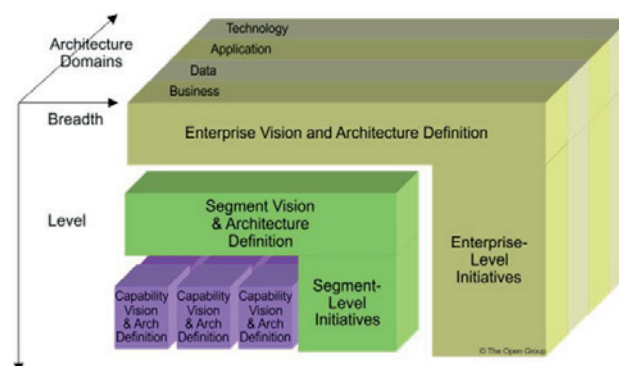 Technology
Architecture
Domains
Application
Data
Business
Breadth
Enterprise Vision and Architecture Definition
Level
Segment Vision
& Architecture
Definition
Enterprise-
Level
Initiatives
Capability
Vision
& Arch
Definition
Capability
Vision
& Arch
Definition
Capability
Vision
& Arch
Definition
Segment-
Level
Initiatives
© The Open Group